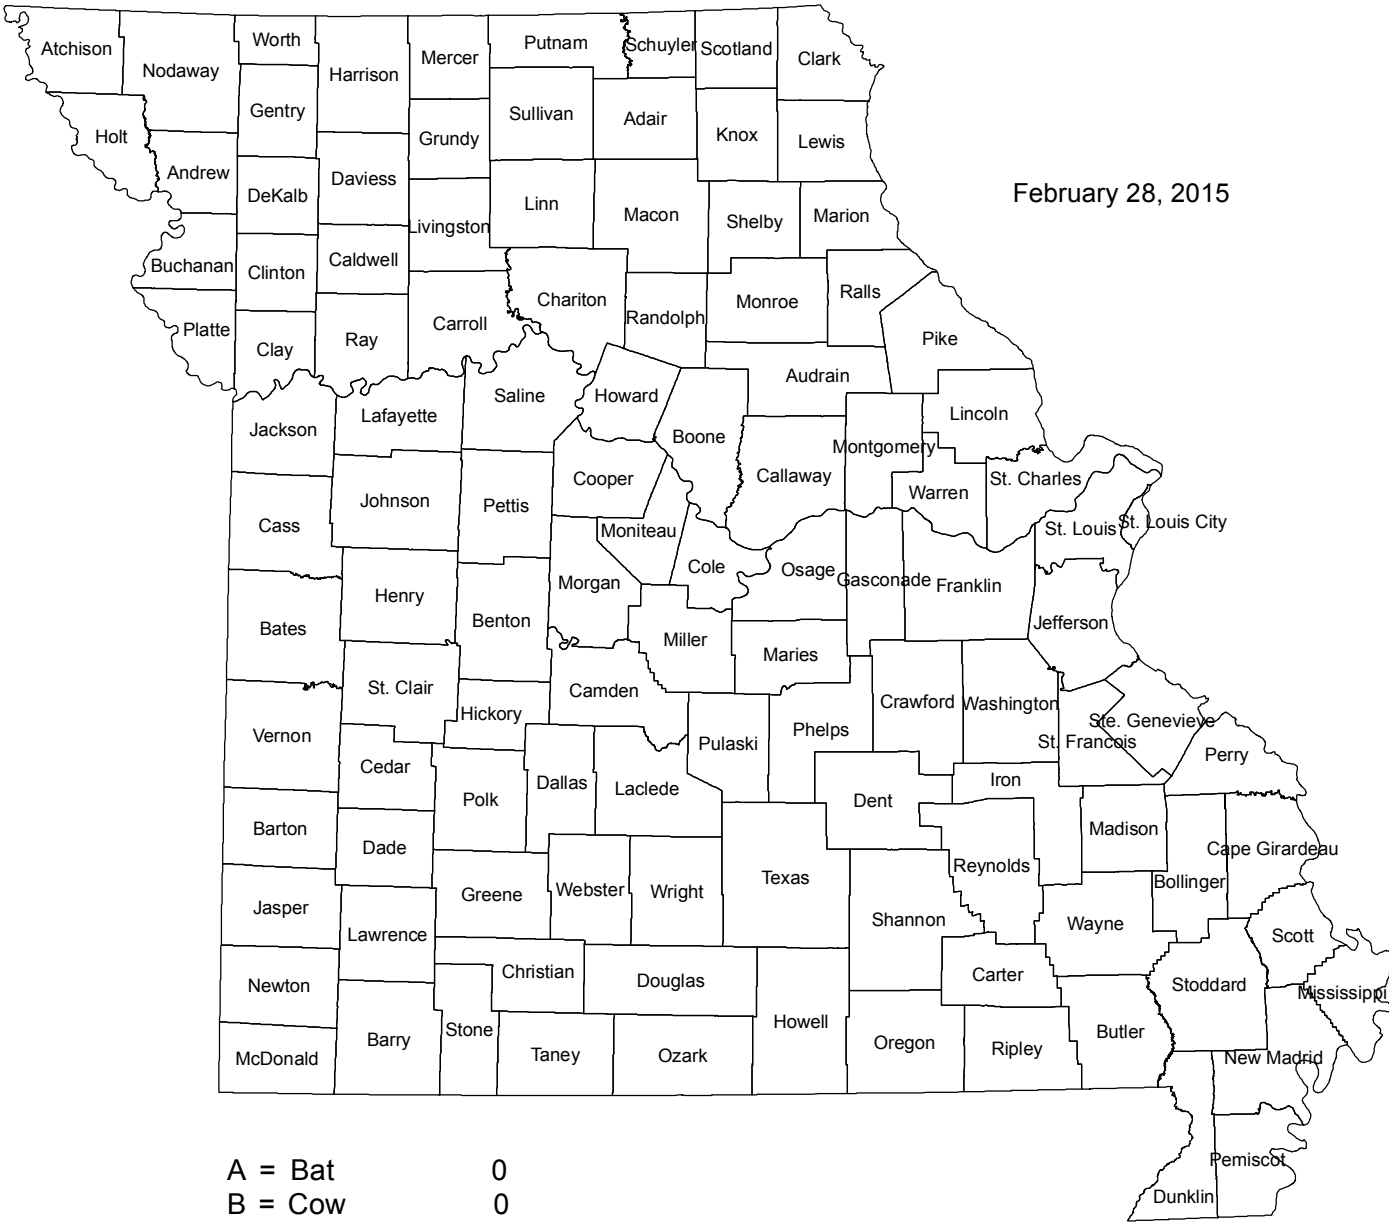 Atchison
Nodaway
Worth
Harrison
Mercer
Putnam
Schuyler
Scotland
Clark
Gentry
Sullivan
Adair
Knox
Lewis
Holt
Grundy
Andrew
DeKalb
Daviess
Linn
Macon
Shelby
Marion
February 28, 2015
Livingston
Buchanan
Clinton
Caldwell
Chariton
Monroe
Ralls
Platte
Clay
Ray
Carroll
Randolph
Pike
Audrain
Saline
Howard
Jackson
Lafayette
Boone
Lincoln
Montgomery
Cooper
Callaway
Johnson
Pettis
Warren
St. Charles
Cass
Moniteau
St. Louis
St. Louis City
Cole
Osage
Gasconade
Franklin
Henry
Morgan
Bates
Benton
Miller
Maries
Jefferson
St. Clair
Camden
Hickory
Vernon
Pulaski
Phelps
Crawford
Washington
Ste. Genevieve
St. Francois
Perry
Cedar
Polk
Dallas
Laclede
Dent
Iron
Barton
Dade
Madison
Cape Girardeau
Greene
Webster
Wright
Texas
Reynolds
Bollinger
Jasper
Lawrence
Shannon
Wayne
Scott
Newton
Christian
Douglas
Carter
Stoddard
Mississippi
McDonald
Barry
Stone
Taney
Ozark
Howell
Oregon
Ripley
Butler
New Madrid
Pemiscot
Dunklin
A = Bat 0
B = Cow 0